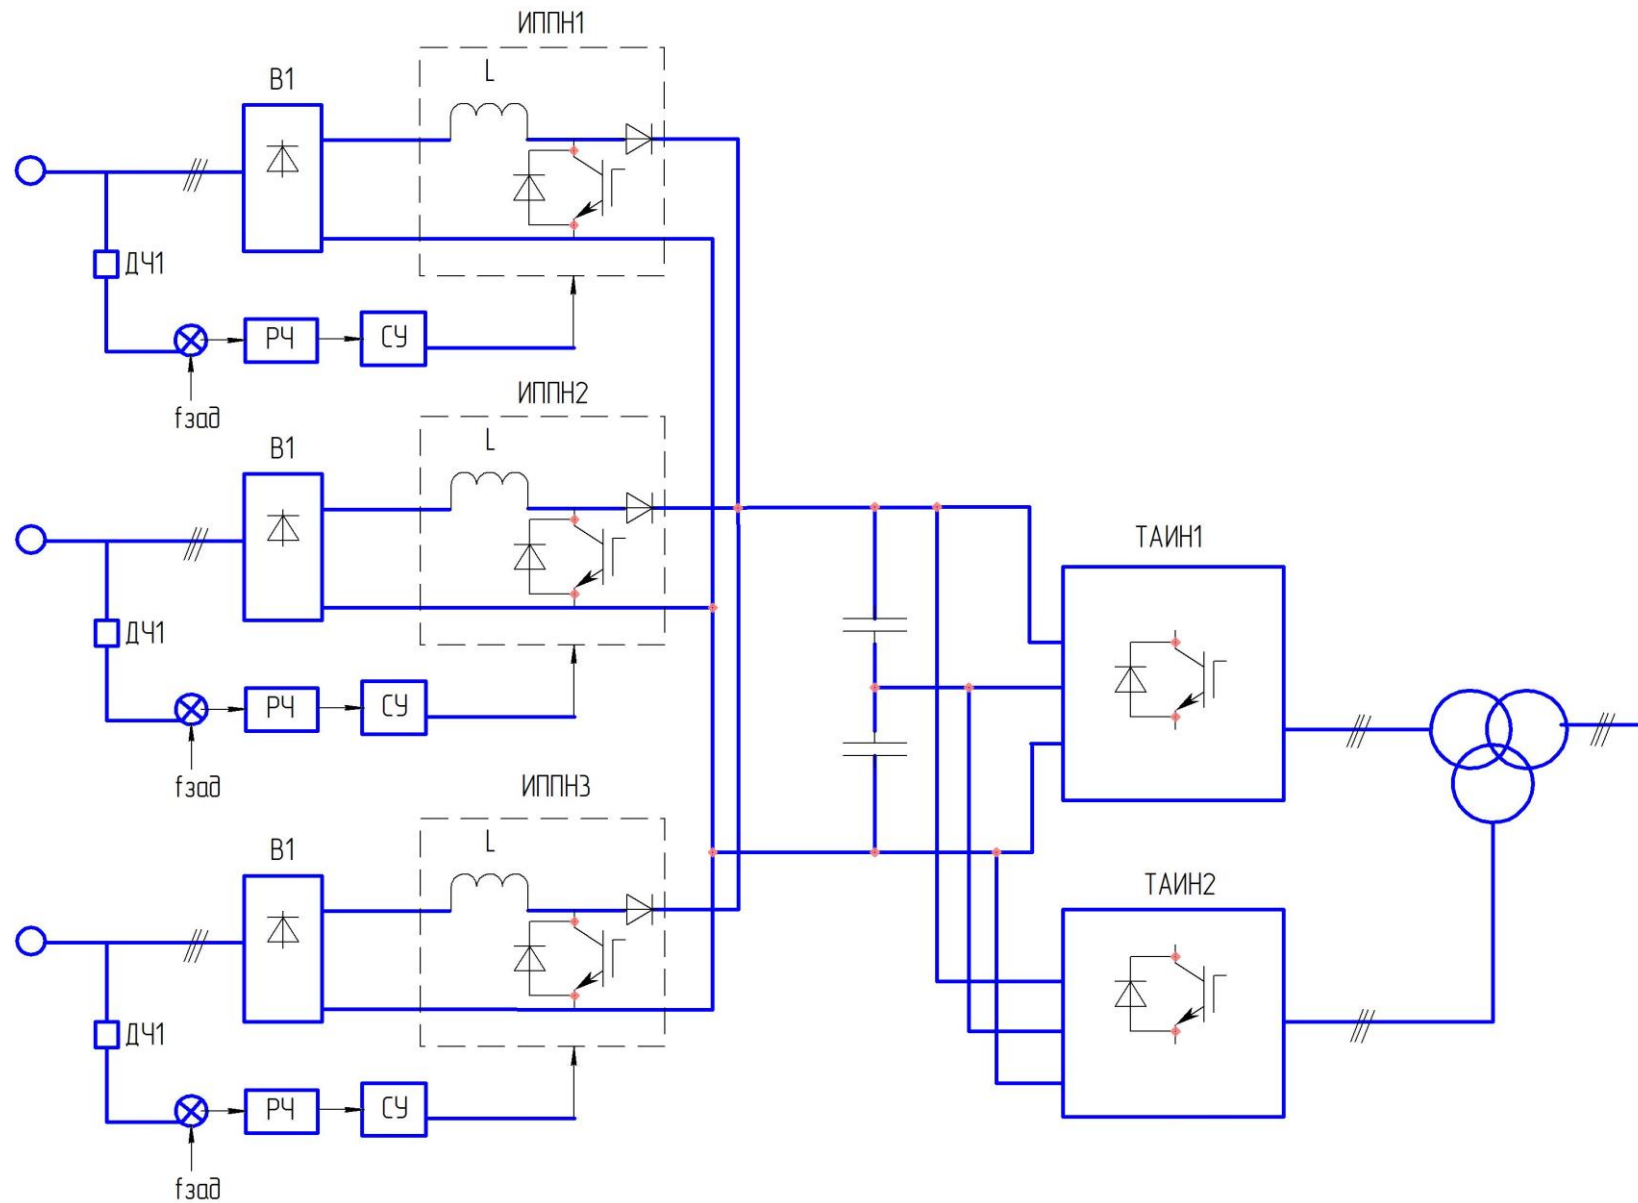 ИППН1
L
В1
ДЧ1
РЧ
СУ
fзад
ИППН2
L
В1
ДЧ1
РЧ
СУ
fзад
ТАИН1
ИППН3
L
В1
ДЧ1
РЧ
СУ
fзад
ТАИН2